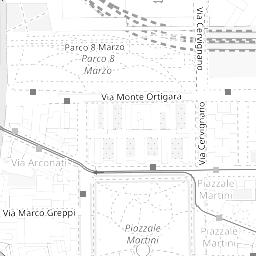 Via Cervignano
Parco 8 Marzo
Parco 8
Marzo
Via Monte Ortigara
Via Cervignano
Via Arconati
Piazzale
Martini
Via Marco Greppi
Piazzale
Martini
Piazzale
Martini